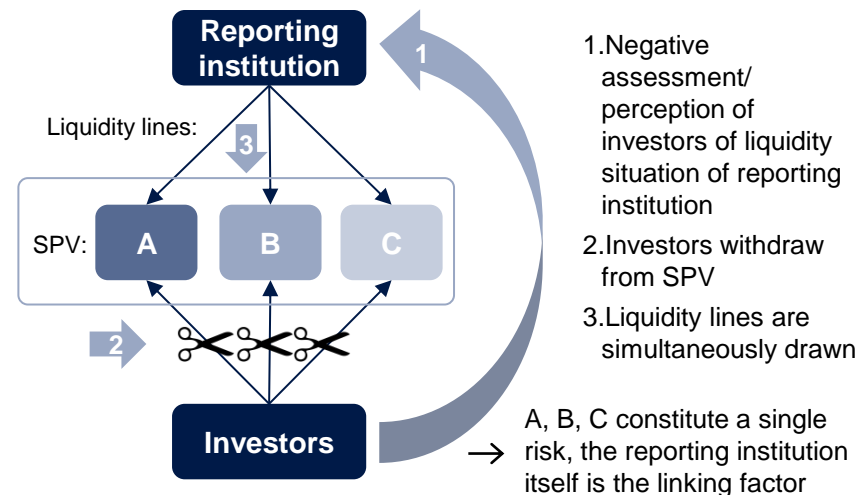 Reporting
institution
1
Liquidity lines:
3
SPV:
A
B
C
2
Investors
1.Negative
assessment/
perception of
investors of liquidity
situation of reporting
institution
2.Investors withdraw
from SPV
3.Liquidity lines are
simultaneously drawn
→ A, B, C constitute a single
risk, the reporting institution
itself is the linking factor